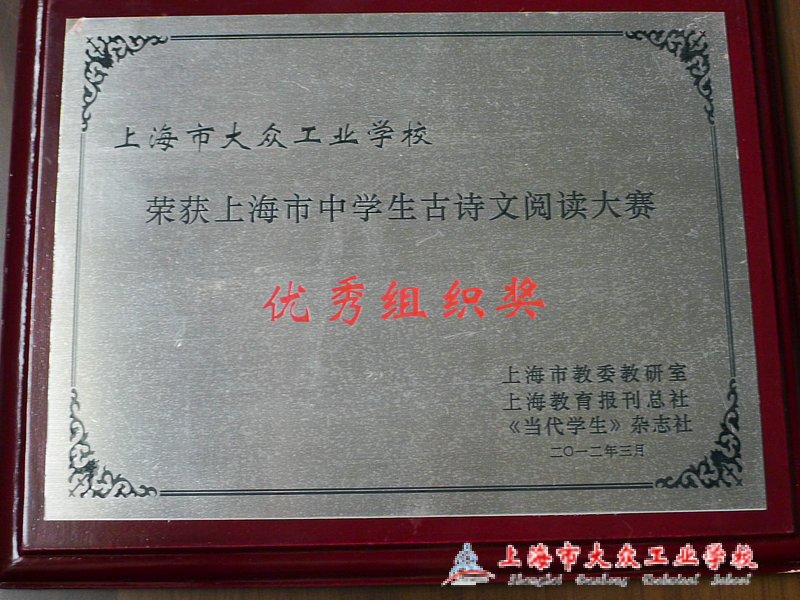 上海市大众工业学校
荣获上海市中学生古诗文阅读大赛
优秀组织奖
上海市教委教研室
上海教育报刊总社
《当代学生》杂志社
二〇一二年三月
上海市大众工业学校